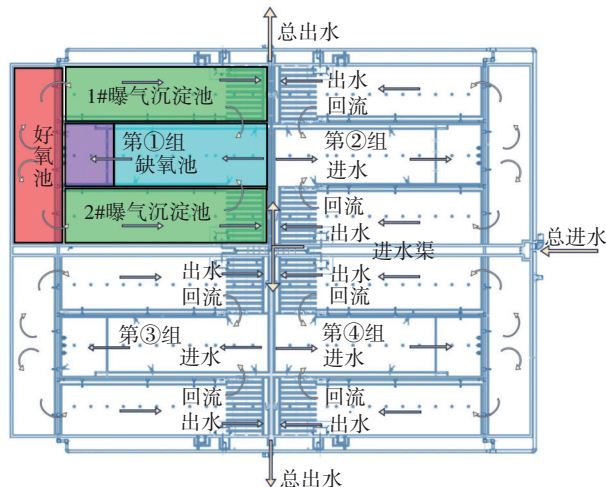 总出水
1#曝气沉淀池
出水
回流
好氧池
第①组
缺氧池
第②组
进水
2#曝气沉淀池
回流
出水
总进水
进水渠
出水
回流
出水
回流
第③组
进水
第④组
进水
回流
出水
回流
出水
总出水